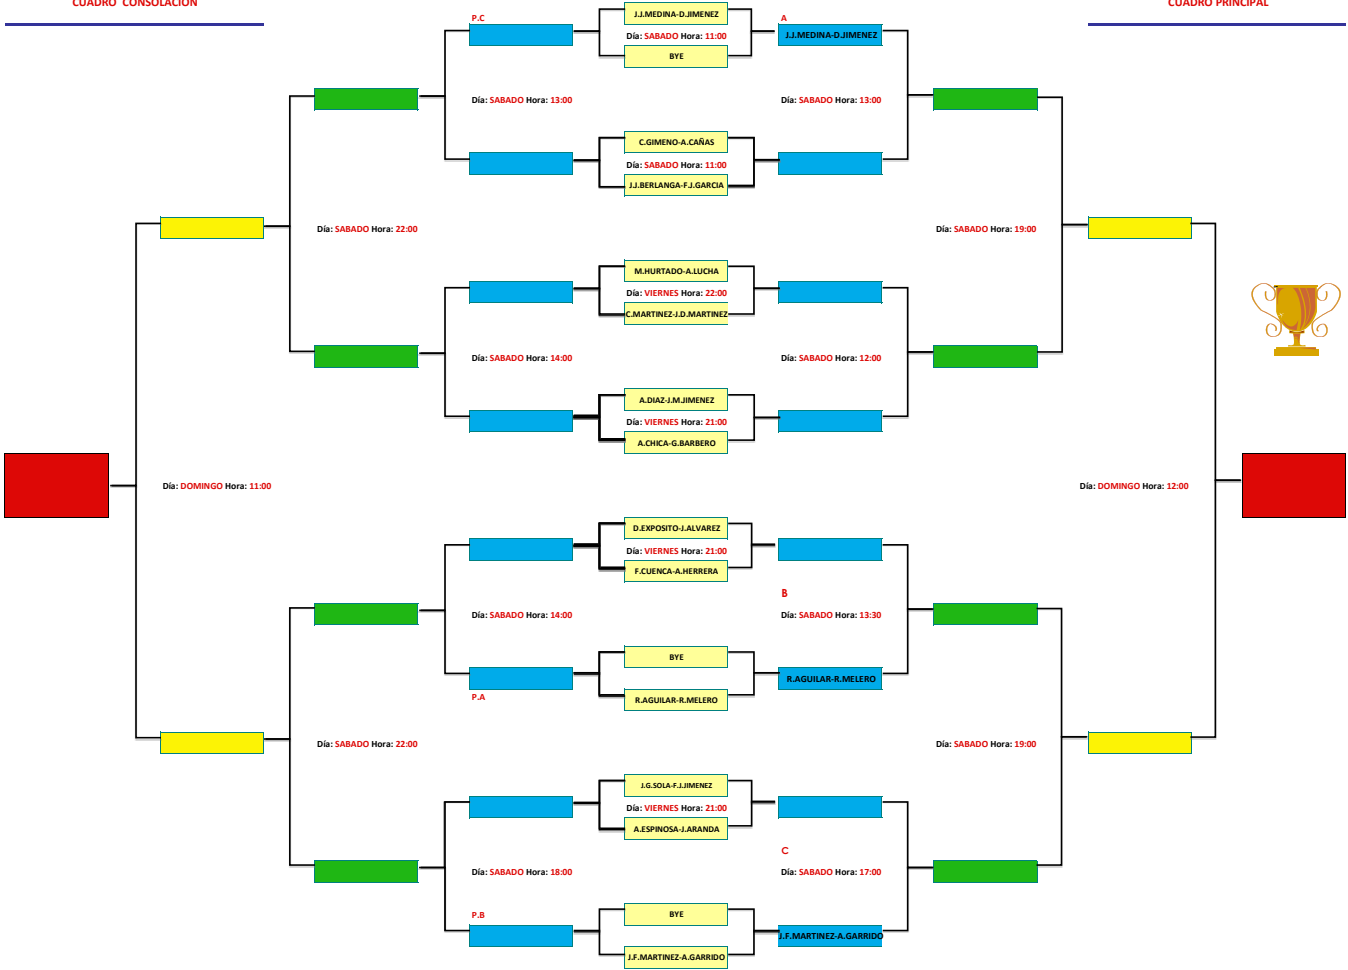 CUADRO CONSOLACION
CUADRO PRINCIPAL
P.C
J.J.MEDINA-D.JIMENEZ
A
Día: SABADO Hora: 11:00
J.J.MEDINA-D.JIMENEZ
BYE
Día: SABADO Hora: 13:00
Día: SABADO Hora: 13:00
C.GIMENO-A.CAÑAS
Día: SABADO Hora: 11:00
J.J.BERLANGA-F.J.GARCIA
Día: SABADO Hora: 22:00
Día: SABADO Hora: 19:00
M.HURTADO-A.LUCHA
Día: VIERNES Hora: 22:00
C.MARTINEZ-J.D.MARTINEZ
Día: SABADO Hora: 14:00
Día: SABADO Hora: 12:00
A.DIAZ-J.M.JIMENEZ
Día: VIERNES Hora: 21:00
A.CHICA-G.BARBERO
Día: DOMINGO Hora: 11:00
Día: DOMINGO Hora: 12:00
D.EXPOSITO-J.ALVAREZ
Día: VIERNES Hora: 21:00
F.CUENCA-A.HERRERA
B
Día: SABADO Hora: 14:00
Día: SABADO Hora: 13:30
BYE
R.AGUILAR-R.MELERO
P.A
R.AGUILAR-R.MELERO
Día: SABADO Hora: 22:00
Día: SABADO Hora: 19:00
J.G.SOLA-F.J.JIMENEZ
Día: VIERNES Hora: 21:00
A.ESPINOSA-J.ARANDA
C
Día: SABADO Hora: 18:00
Día: SABADO Hora: 17:00
P.B
BYE
J.F.MARTINEZ-A.GARRIDO
J.F.MARTINEZ-A.GARRIDO